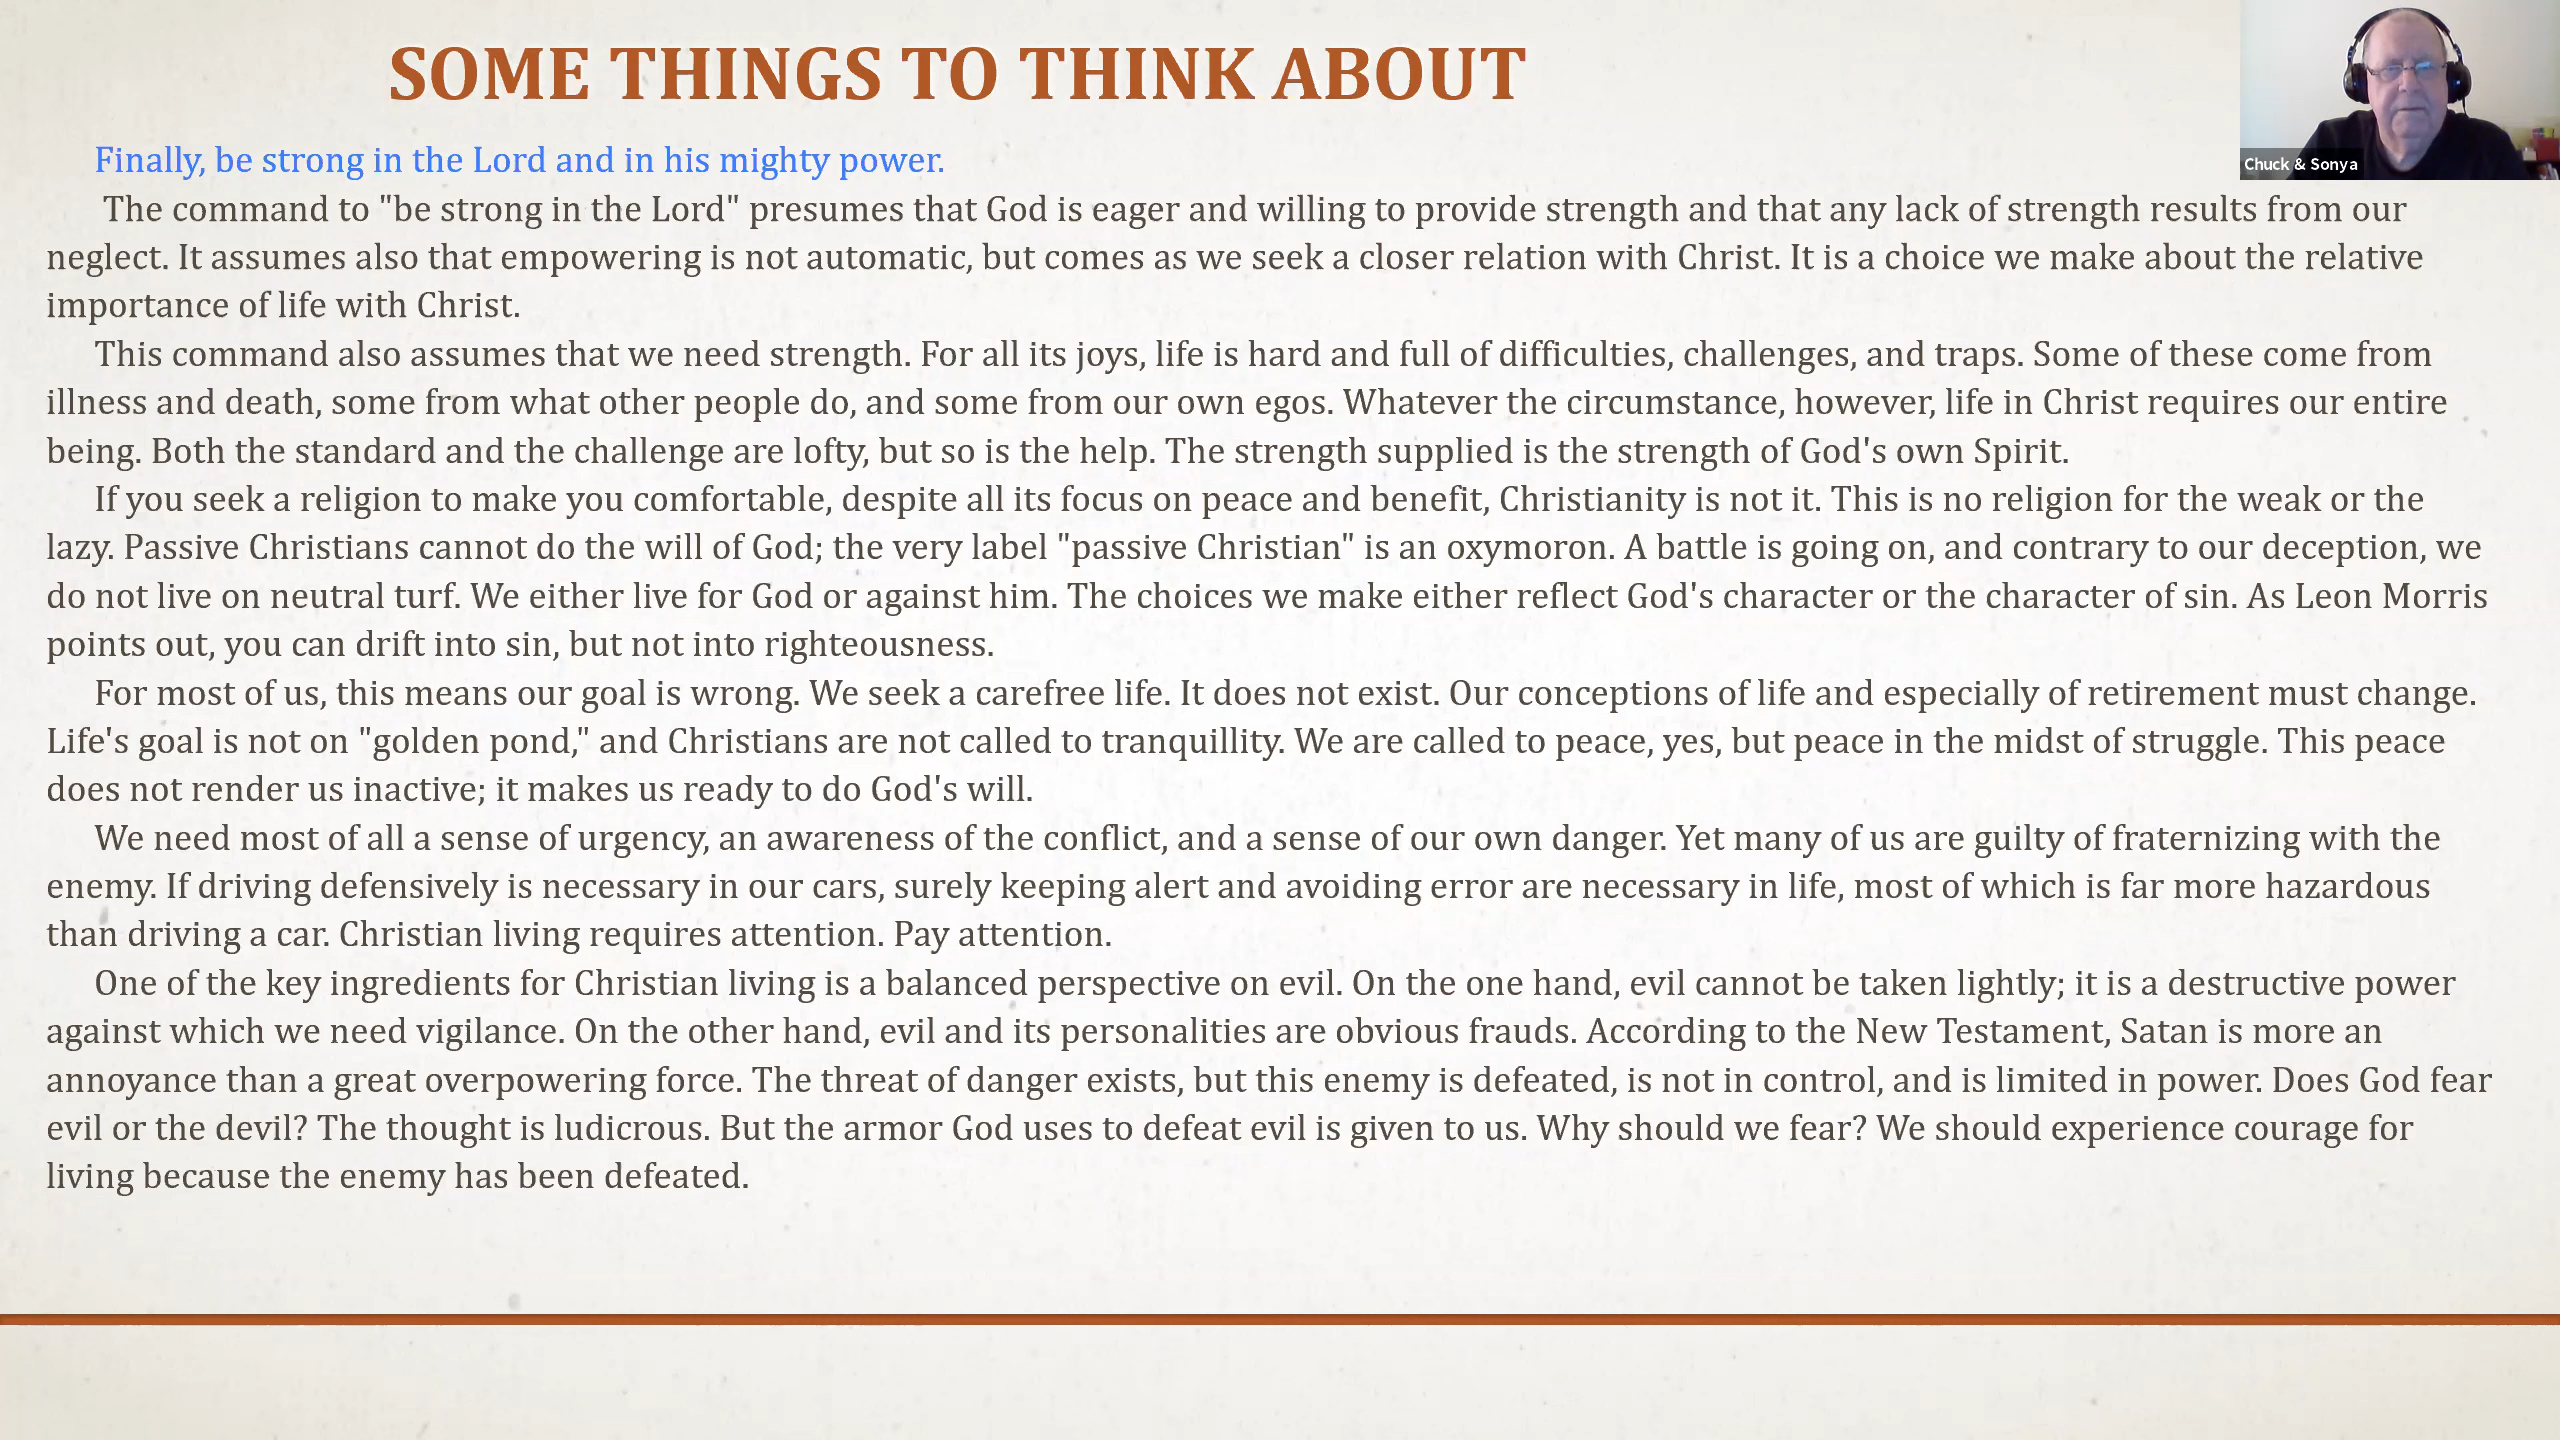 SOME THINGS TO THINK ABOUT
Chuck & Sonya
Finally, be strong in the Lord and in his mighty power.
The command to "be strong in the Lord" presumes that God is eager and willing to provide strength and that any lack of strength results from our
neglect. It assumes also that empowering is not automatic, but comes as we seek a closer relation with Christ. It is a choice we make about the relative
importance of life with Christ.
This command also assumes that we need strength. For all its joys, life is hard and full of difficulties, challenges, and traps. Some of these come from
illness and death, some from what other people do, and some from our own egos. Whatever the circumstance, however, life in Christ requires our entire
being. Both the standard and the challenge are lofty, but so is the help. The strength supplied is the strength of God's own Spirit.
If you seek a religion to make you comfortable, despite all its focus on peace and benefit, Christianity is not it. This is no religion for the weak or the
lazy. Passive Christians cannot do the will of God; the very label "passive Christian" is an oxymoron. A battle is going on, and contrary to our deception, we
do not live on neutral turf. We either live for God or against him. The choices we make either reflect God's character or the character of sin. As Leon Morris
points out, you can drift into sin, but not into righteousness.
For most of us, this means our goal is wrong. We seek a carefree life. It does not exist. Our conceptions of life and especially of retirement must change.
Life's goal is not on "golden pond," and Christians are not called to tranquillity. We are called to peace, yes, but peace in the midst of struggle. This peace
does not render us inactive; it makes us ready to do God's will.
We need most of all a sense of urgency, an awareness of the conflict, and a sense of our own danger. Yet many of us are guilty of fraternizing with the
enemy. If driving defensively is necessary in our cars, surely keeping alert and avoiding error are necessary in life, most of which is far more hazardous
than driving a car. Christian living requires attention. Pay attention.
One of the key ingredients for Christian living is a balanced perspective on evil. On the one hand, evil cannot be taken lightly; it is a destructive power
against which we need vigilance. On the other hand, evil and its personalities are obvious frauds. According to the New Testament, Satan is more an
annoyance than a great overpowering force. The threat of danger exists, but this enemy is defeated, is not in control, and is limited in power. Does God fear
evil or the devil? The thought is ludicrous. But the armor God uses to defeat evil is given to us. Why should we fear? We should experience courage for
living because the enemy has been defeated.